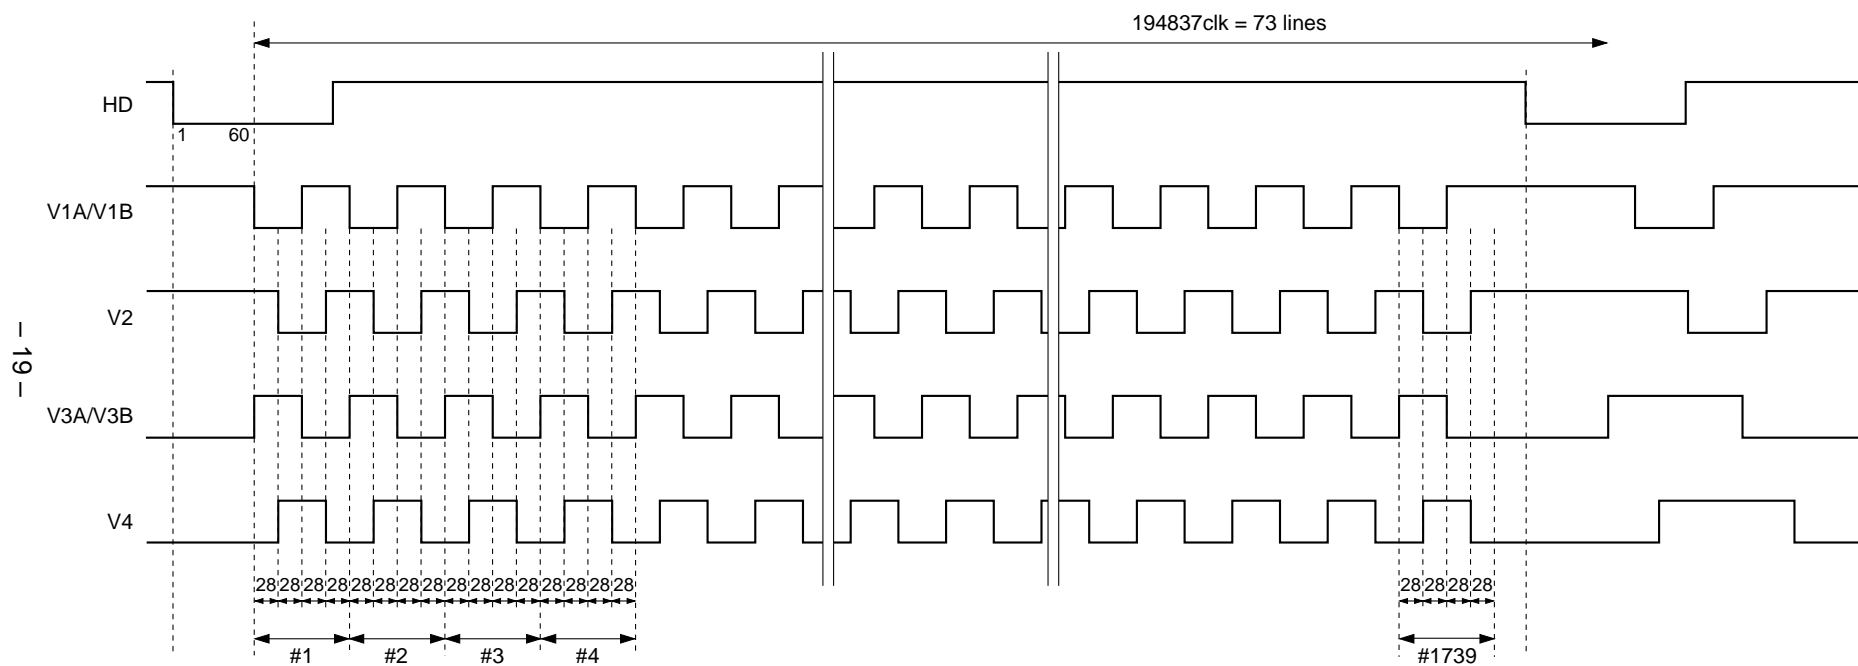 194837clk = 73 lines
HD
1 60
V1A/V1B
V2
– 19 –
V3A/V3B
V4
28 28 28 28 28 28 28 28 28 28 28 28 28 28 28 28 28 28 28 28
#1 #2 #3 #4 #1739